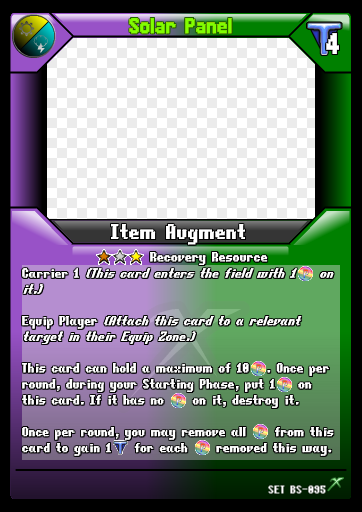 Solar Panel
4
Item Augment
Recovery Resource
Carrier 1 (This card enters the field with 1 on
it.)
Equip Player (Attach this card to a relevant
target in their Equip Zone.)
This card can hold a maximum of 10. Once per
round, during your Starting Phase, put 1 on
this card. If it has no on it, destroy it.
Once per round, you may remove all from this
card to gain 1 for each removed this way.
SET BS-095